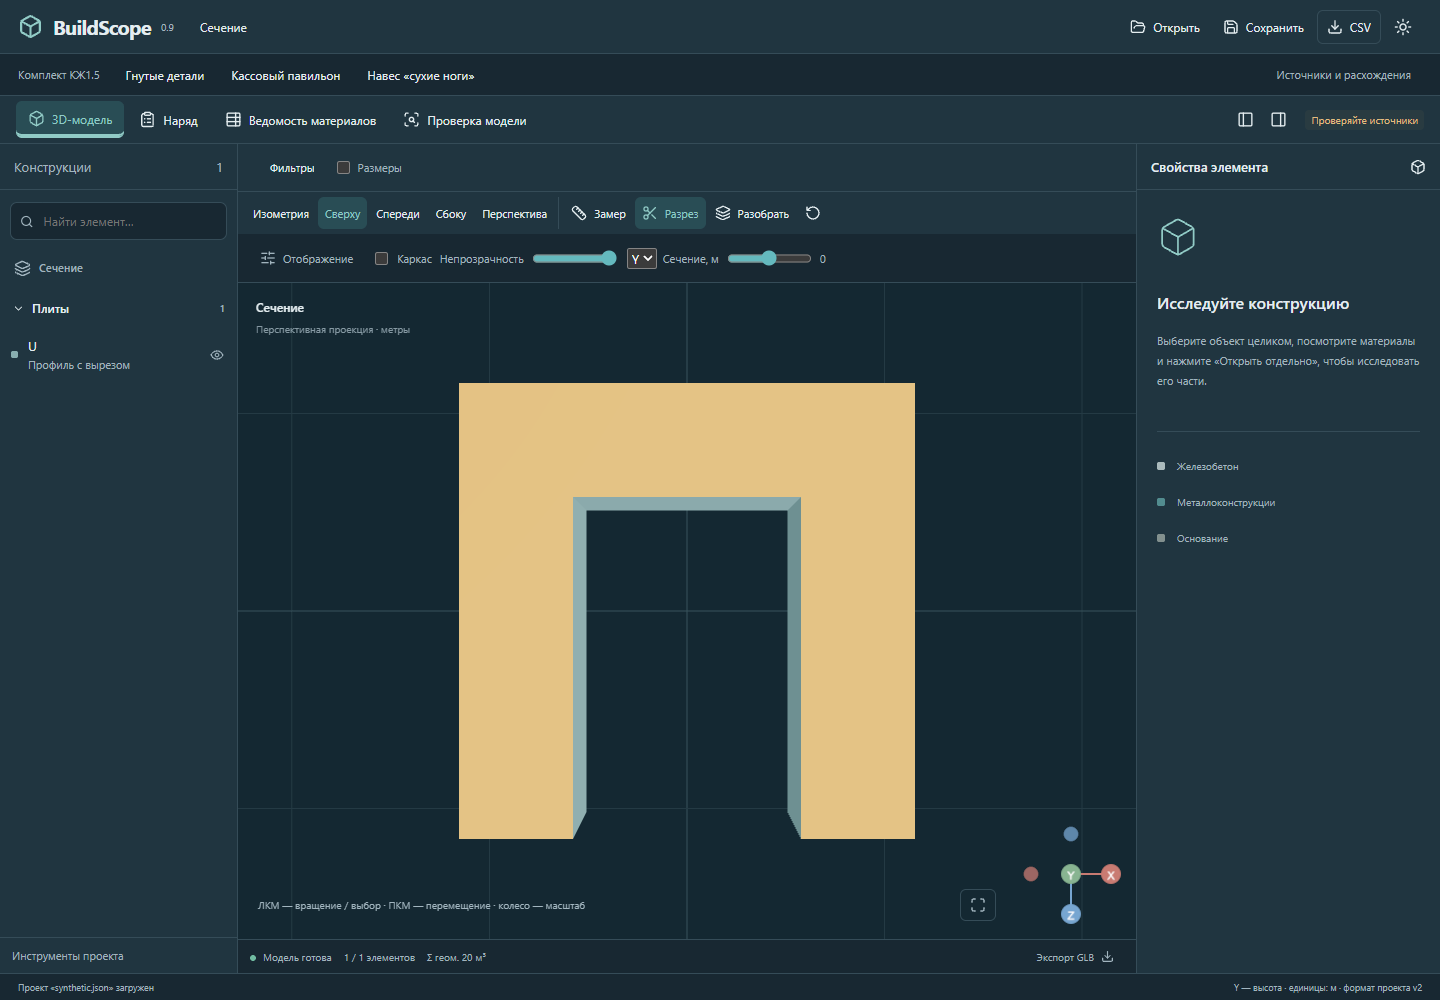 BuildScope 0.9 Сечение Открыть Сохранить CSV
Комплект КЖ1.5 Гнутые детали Кассовый павильон Навес «сухие ноги» Источники и расхождения
3D-модель Наряд Ведомость материалов Проверка модели Проверяйте источники
Конструкции 1
Фильтры Размеры
Свойства элемента
Найти элемент...
Изометрия Сверху Спереди Сбоку Перспектива Замер Разрез Разобрать
Отображение Каркас Непрозрачность Y Сечение, м 0
Сечение
Плиты 1
U
Профиль с вырезом
Сечение
Перспективная проекция · метры
Исследуйте конструкцию
Выберите объект целиком, посмотрите материалы
и нажмите «Открыть отдельно», чтобы исследовать
его части.
Железобетон
Металлоконструкции
Основание
Y X
Z
ЛКМ — вращение / выбор · ПКМ — перемещение · колесо — масштаб
Инструменты проекта
Модель готова 1 / 1 элементов Σ геом. 20 м³ Экспорт GLB
Проект «synthetic.json» загружен Y — высота · единицы: м · формат проекта v2